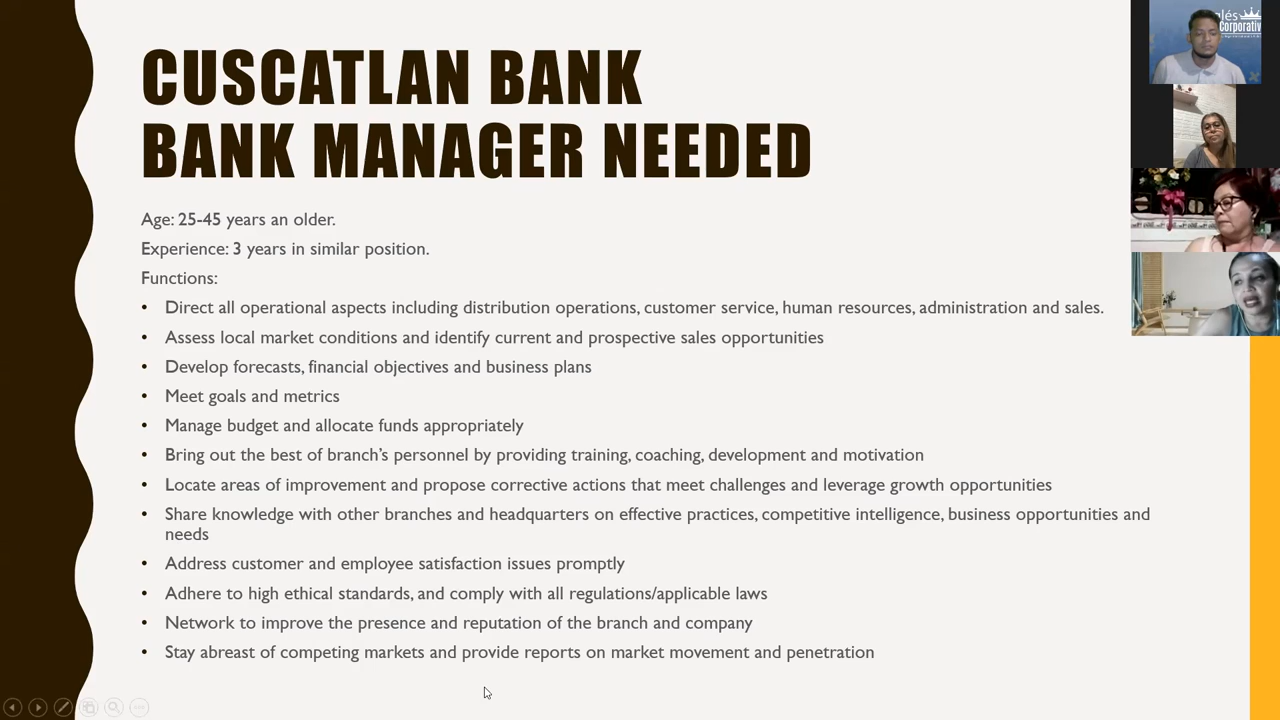 CUSCATLAN BANK
BANK MANAGER NEEDED
Age: 25-45 years an older.
Experience: 3 years in similar position.
Functions:
• Direct all operational aspects including distribution operations, customer service, human resources, administration and sales.
• Assess local market conditions and identify current and prospective sales opportunities
• Develop forecasts, financial objectives and business plans
• Meet goals and metrics
• Manage budget and allocate funds appropriately
• Bring out the best of branch’s personnel by providing training, coaching, development and motivation
• Locate areas of improvement and propose corrective actions that meet challenges and leverage growth opportunities
• Share knowledge with other branches and headquarters on effective practices, competitive intelligence, business opportunities and
needs
• Address customer and employee satisfaction issues promptly
• Adhere to high ethical standards, and comply with all regulations/applicable laws
• Network to improve the presence and reputation of the branch and company
• Stay abreast of competing markets and provide reports on market movement and penetration